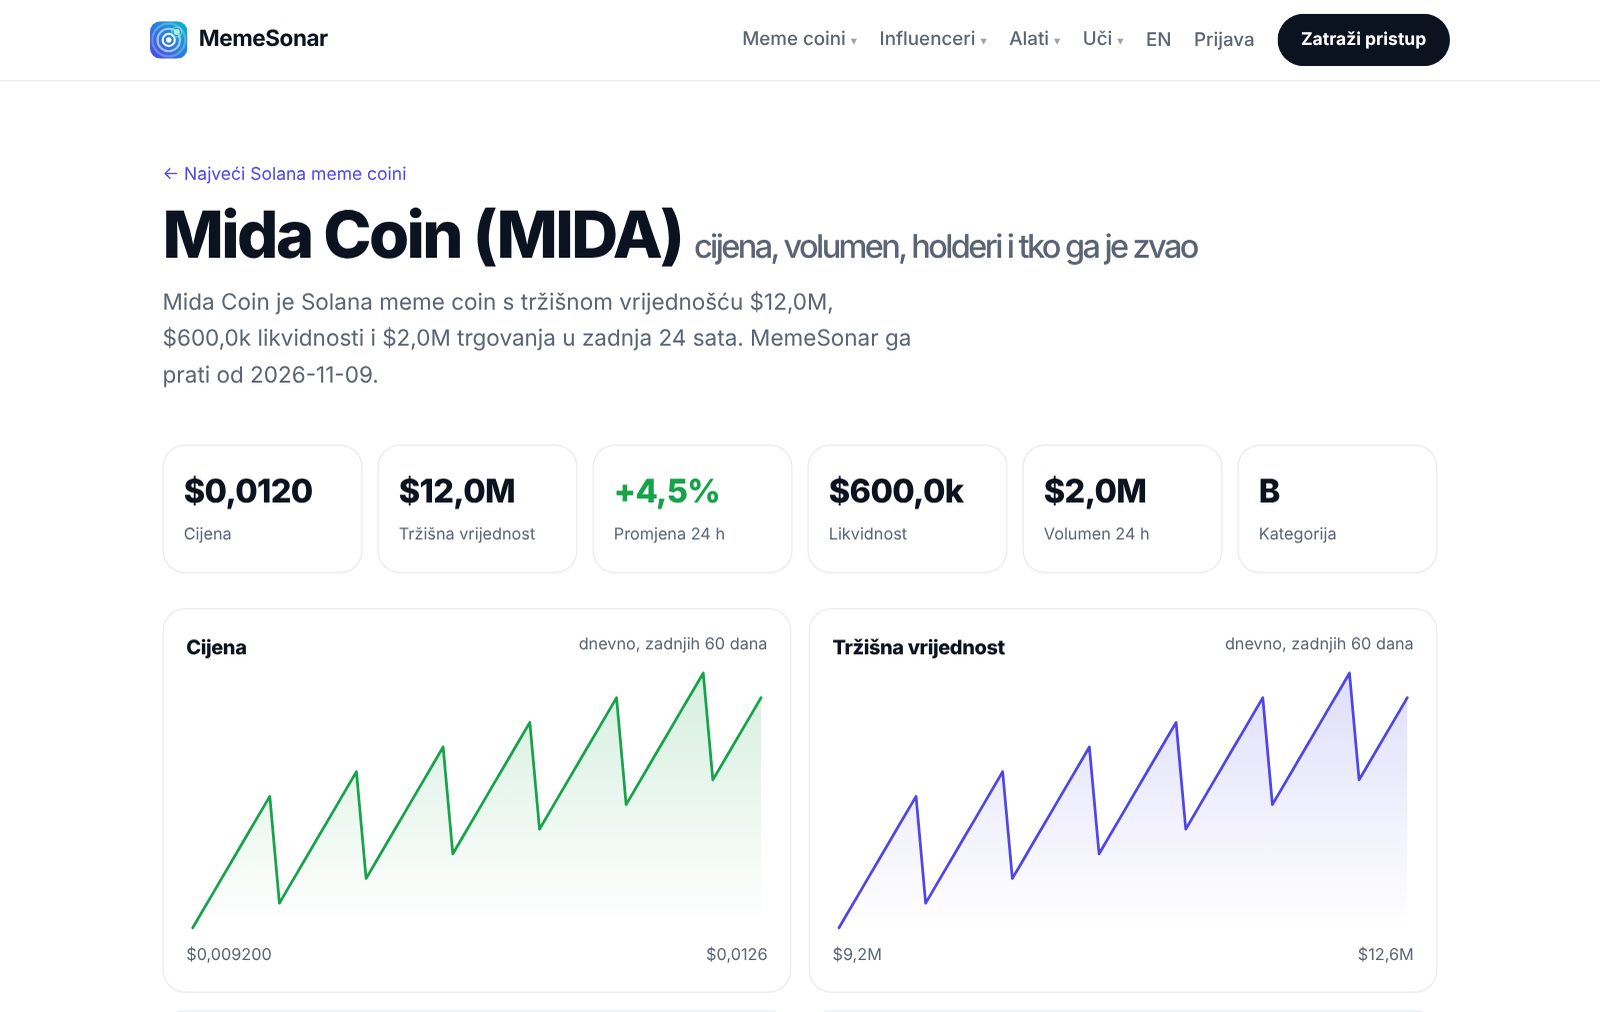 MemeSonar
Meme coini ▾
Influenceri ▾
Alati ▾
Uči ▾
EN
Prijava
Zatraži pristup
← Najveći Solana meme coini
Mida Coin (MIDA) cijena, volumen, holderi i tko ga je zvao
Mida Coin je Solana meme coin s tržišnom vrijednošću $12,0M,
$600,0k likvidnosti i $2,0M trgovanja u zadnja 24 sata. MemeSonar ga
prati od 2026-11-09.
$0,0120
Cijena
$12,0M
Tržišna vrijednost
+4,5%
Promjena 24 h
$600,0k
Likvidnost
$2,0M
Volumen 24 h
B
Kategorija
Cijena
dnevno, zadnjih 60 dana
$0,009200
$0,0126
Tržišna vrijednost
dnevno, zadnjih 60 dana
$9,2M
$12,6M